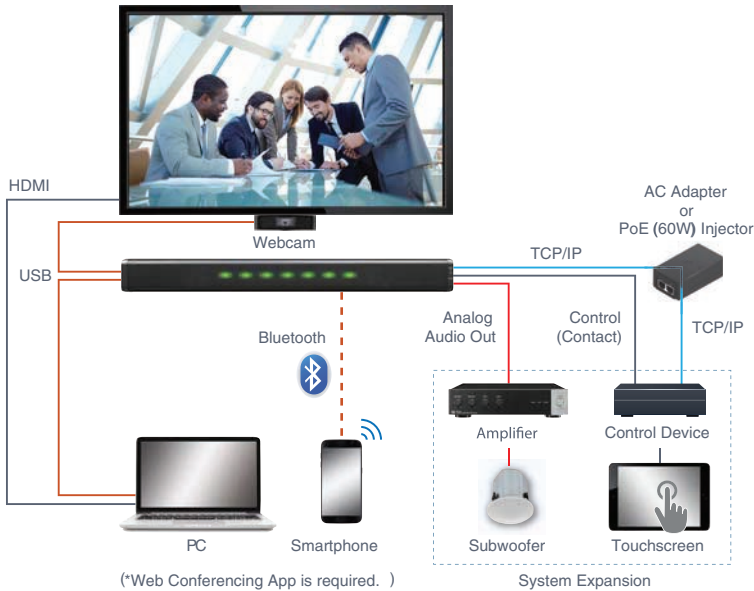 HDMI
AC Adapter
or
PoE (60W) Injector
Webcam
TCP/IP
USB
Analog
Audio Out
Control
(Contact)
TCP/IP
Bluetooth
Amplifier
Control Device
PC
Smartphone
Subwoofer
Touchscreen
(*Web Conferencing App is required. )
System Expansion